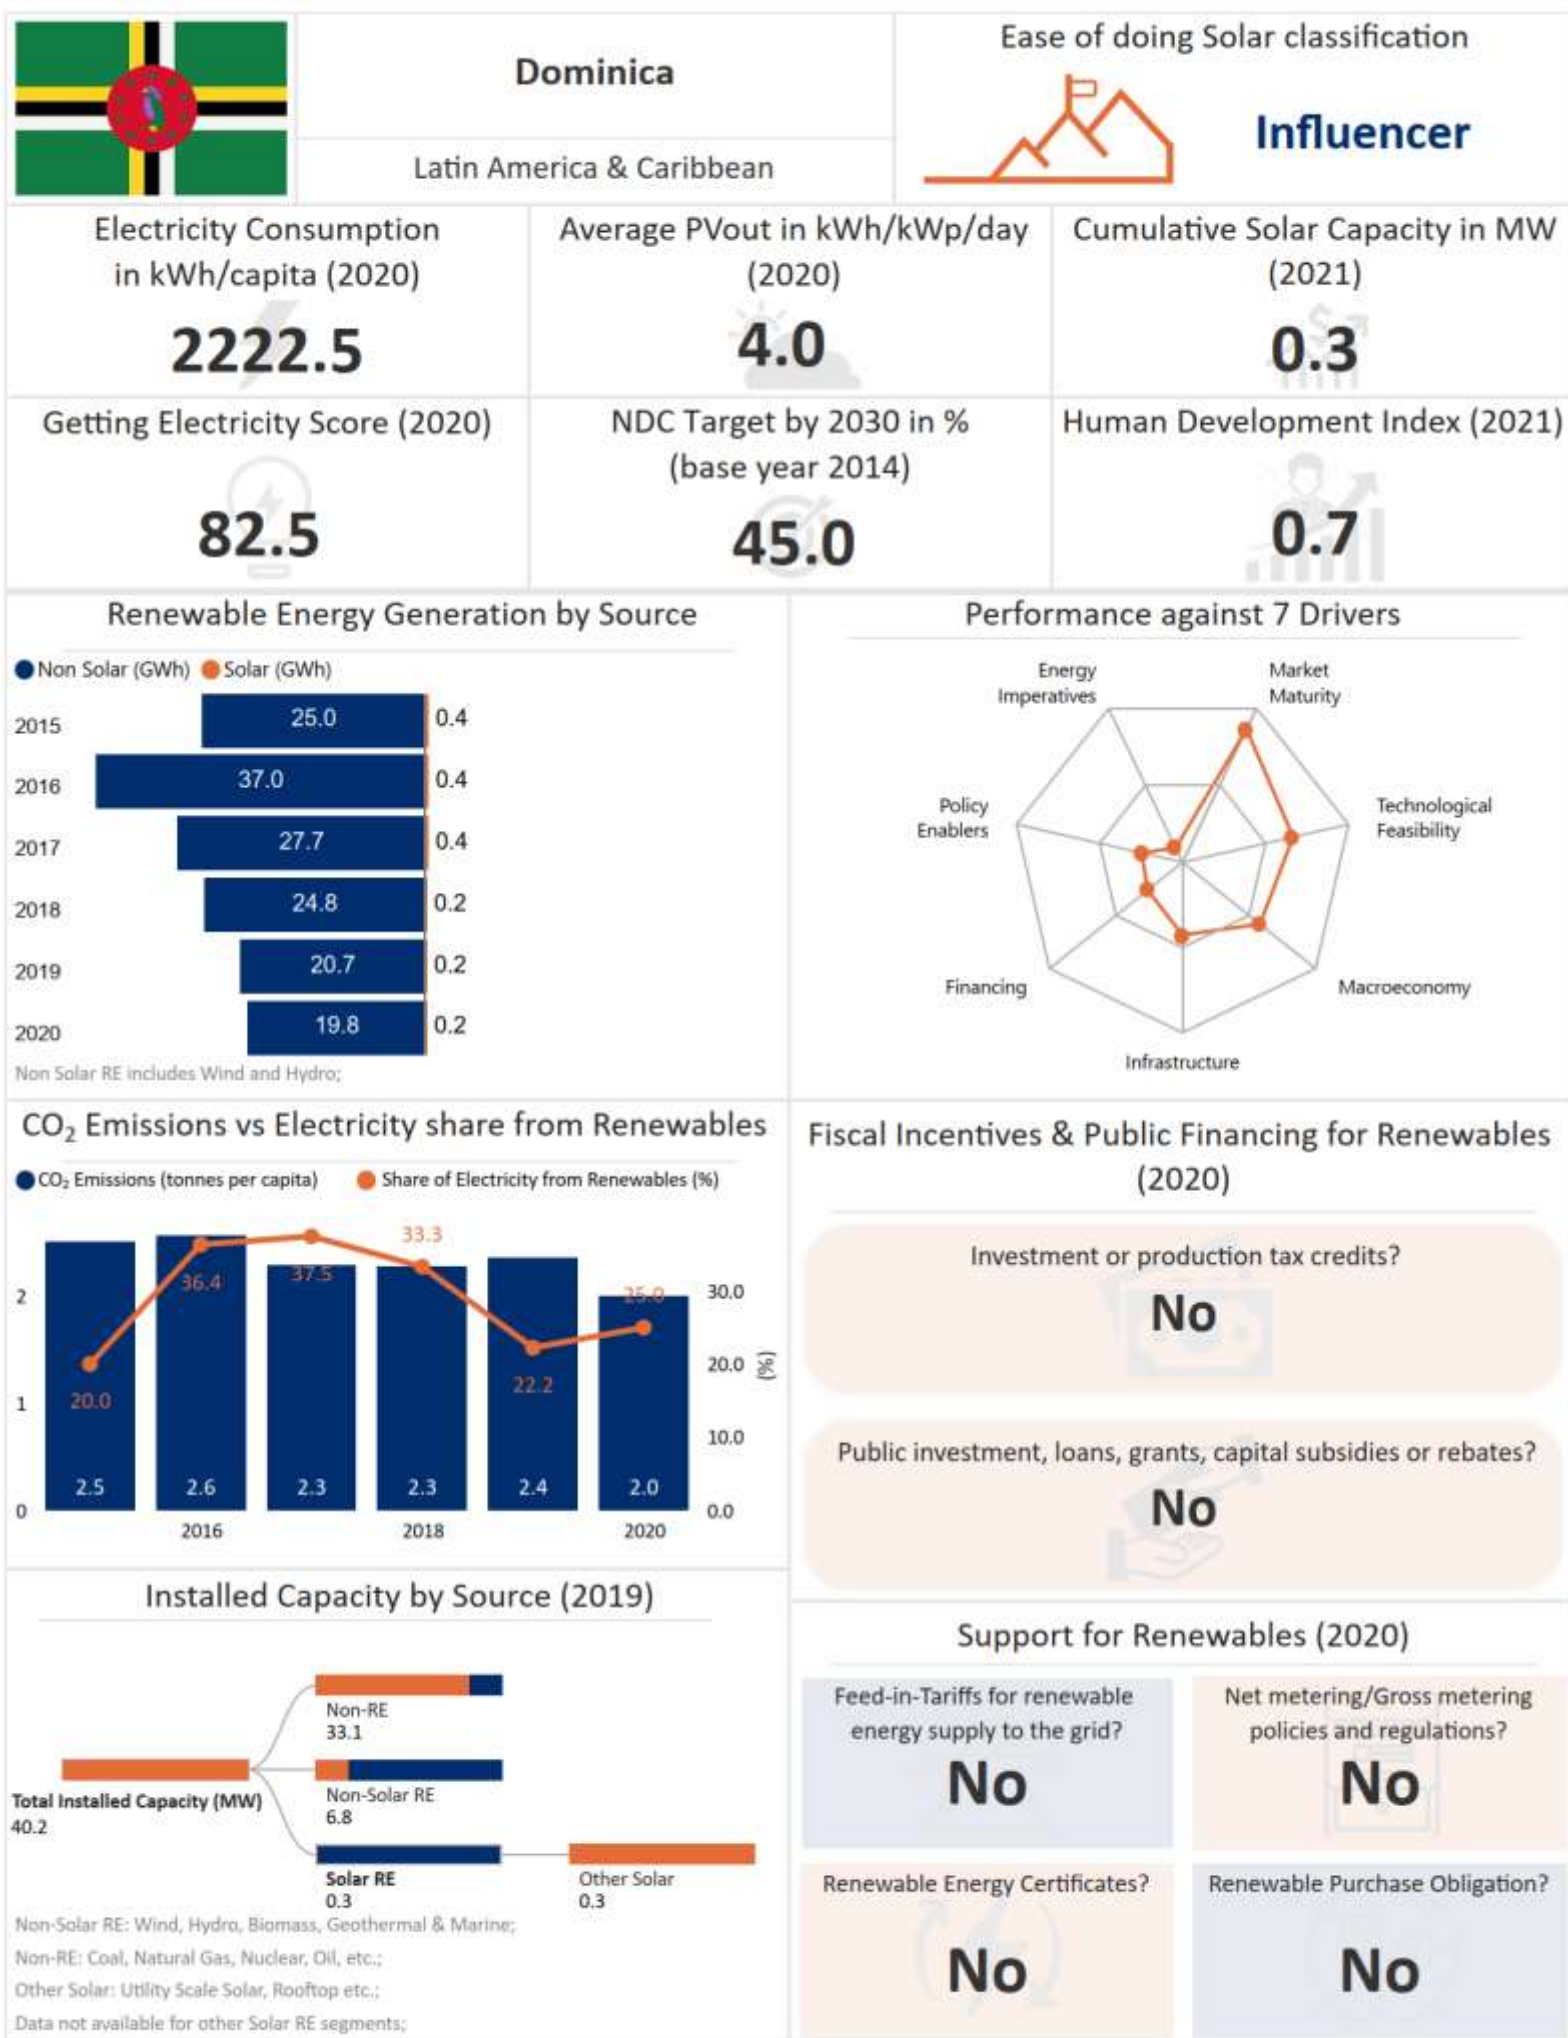 Dominica
Latin America & Caribbean
Ease of doing Solar classification
Influencer
Electricity Consumption
in kWh/capita (2020)
2222.5
Average PVout in kWh/kWp/day
(2020)
4.0
Cumulative Solar Capacity in MW
(2021)
0.3
Getting Electricity Score (2020)
82.5
NDC Target by 2030 in %
(base year 2014)
45.0
Human Development Index (2021)
0.7
Renewable Energy Generation by Source
Non Solar (GWh) Solar (GWh)
2015 25.0 0.4
2016 37.0 0.4
2017 27.7 0.4
2018 24.8 0.2
2019 20.7 0.2
2020 19.8 0.2
Non Solar RE includes Wind and Hydro;
Performance against 7 Drivers
Energy
Imperatives
Market
Maturity
Policy
Enablers
Technological
Feasibility
Financing
Macroeconomy
Infrastructure
CO₂ Emissions vs Electricity share from Renewables
CO₂ Emissions (tonnes per capita) Share of Electricity from Renewables (%)
33.3
36.4 37.5
2 25.0 30.0
20.0 (%)
22.2
1 20.0
10.0
2.5 2.6 2.3 2.3 2.4 2.0
0 0.0
2016 2018 2020
Fiscal Incentives & Public Financing for Renewables
(2020)
Investment or production tax credits?
No
Public investment, loans, grants, capital subsidies or rebates?
No
Installed Capacity by Source (2019)
Non-RE
33.1
Total Installed Capacity (MW)
40.2
Non-Solar RE
6.8
Solar RE
0.3
Other Solar
0.3
Non-Solar RE: Wind, Hydro, Biomass, Geothermal & Marine;
Non-RE: Coal, Natural Gas, Nuclear, Oil, etc.;
Other Solar: Utility Scale Solar, Rooftop etc.;
Data not available for other Solar RE segments;
Support for Renewables (2020)
Feed-in-Tariffs for renewable
energy supply to the grid?
No
Net metering/Gross metering
policies and regulations?
No
Renewable Energy Certificates?
No
Renewable Purchase Obligation?
No